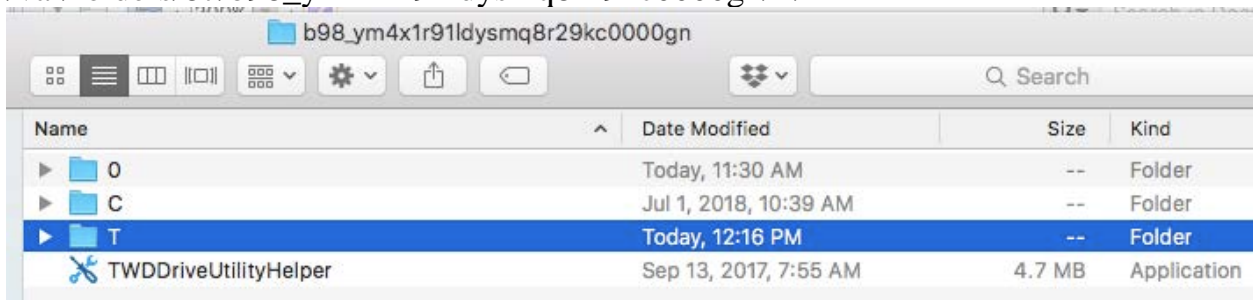 b98_ym4x1r91ldysmq8r29kc0000gn
Search
Name Date Modified Size Kind
0 Today, 11:30 AM -- Folder
C Jul 1, 2018, 10:39 AM -- Folder
T Today, 12:16 PM -- Folder
TWDDriveUtilityHelper Sep 13, 2017, 7:55 AM 4.7 MB Application